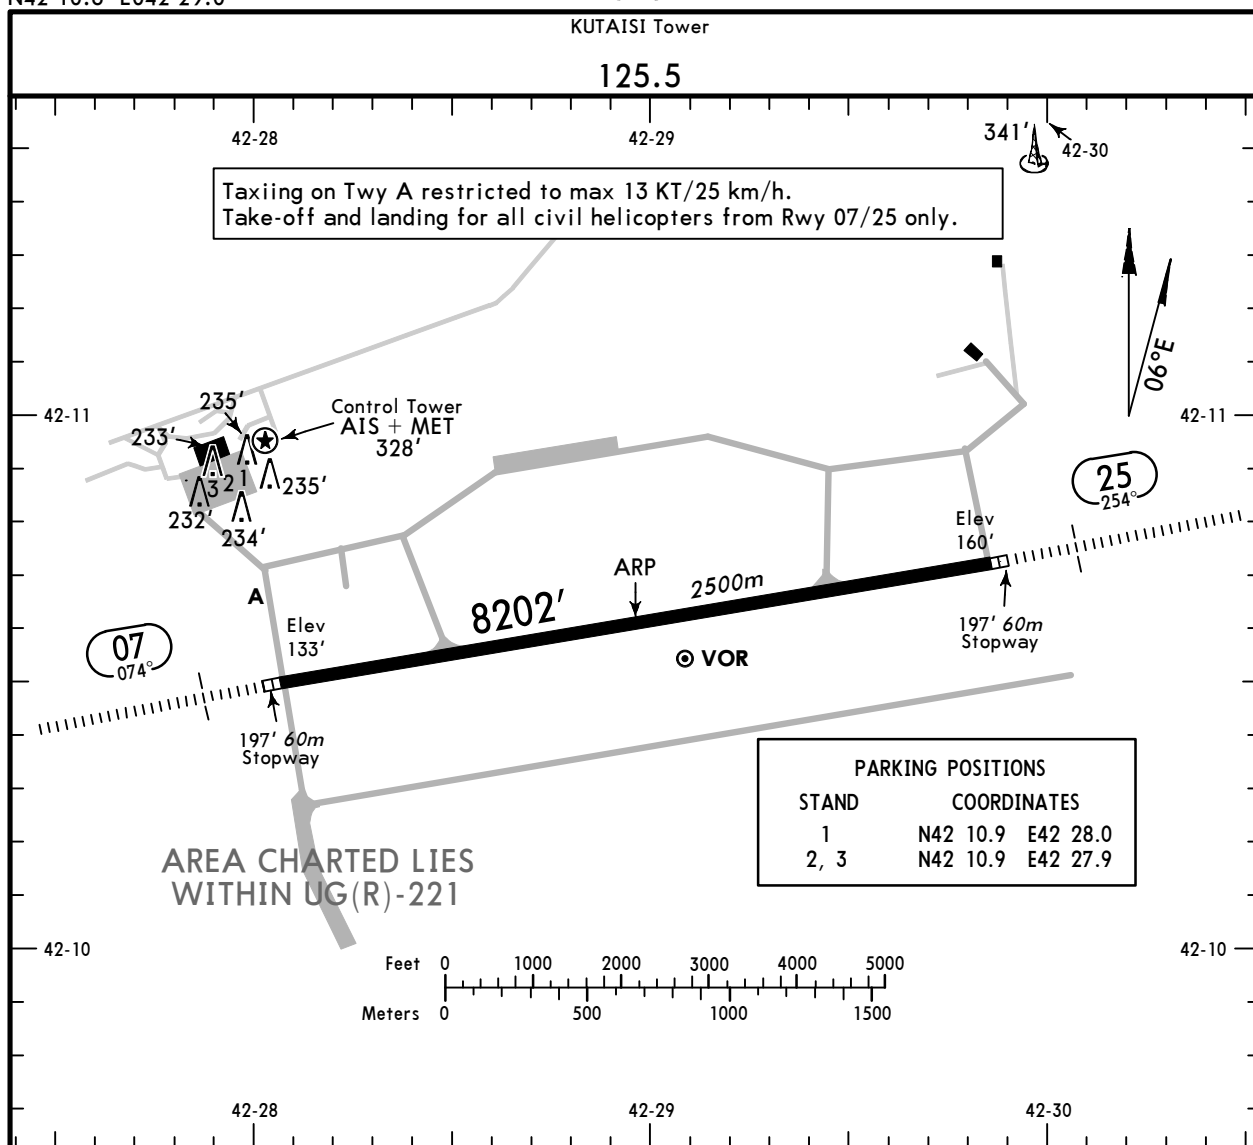 N42 10.6 E042 29.0
KUTAISI Tower
125.5
42-28
42-29
42-30
341'
Taxiing on Twy A restricted to max 13 KT/25 km/h.
Take-off and landing for all civil helicopters from Rwy 07/25 only.
06°E
42-11
42-11
235'
Control Tower
AIS + MET
328'
233'
3
2
1
235'
232'
234'
25
254°
Elev
160'
ARP
2500m
8202'
A
Elev
133'
07
074°
197' 60m
Stopway
VOR
197' 60m
Stopway
PARKING POSITIONS
STAND COORDINATES
1 N42 10.9 E42 28.0
2, 3 N42 10.9 E42 27.9
AREA CHARTED LIES
WITHIN UG(R)-221
42-10
42-10
Feet 0 1000 2000 3000 4000 5000
Meters 0 500 1000 1500
42-28
42-29
42-30